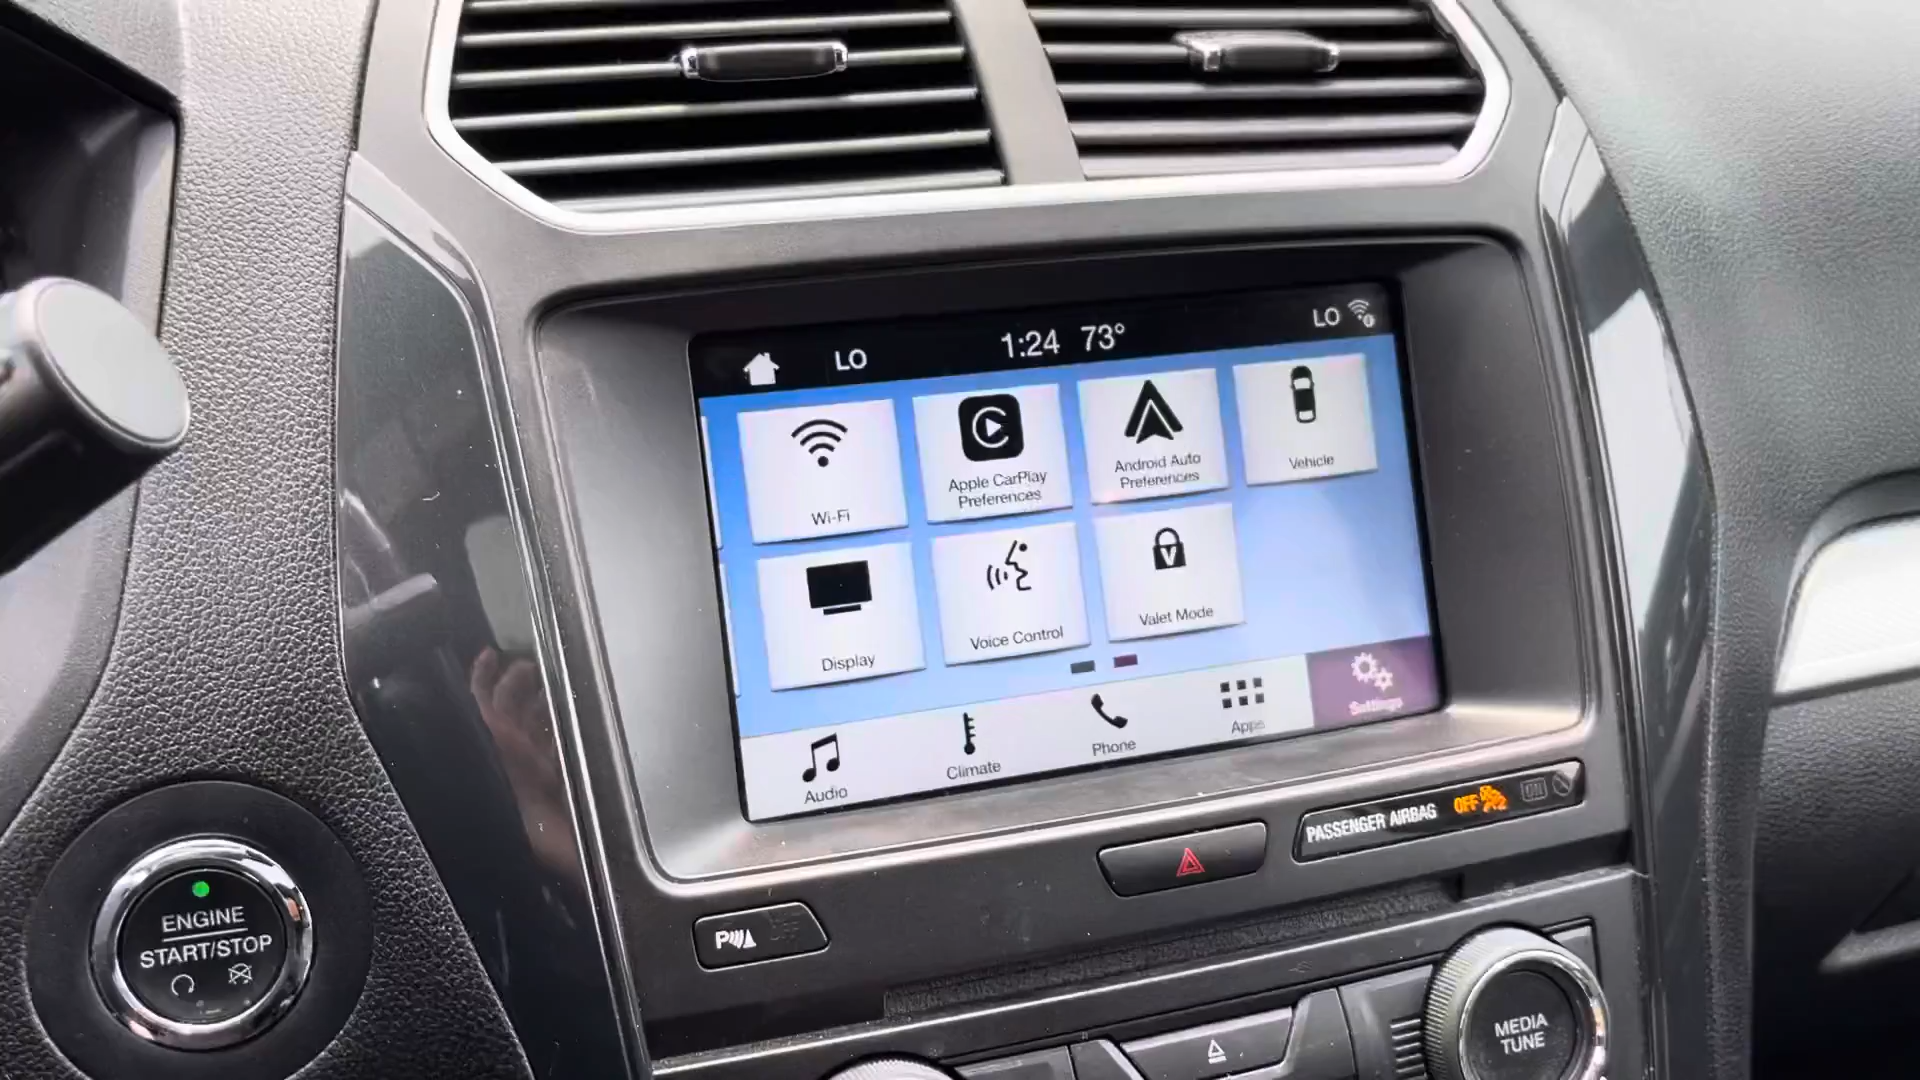 LO
1:24 73°
LO
Wi-Fi
Apple CarPlay
Preferences
Android Auto
Preferences
Vehicle
Display
Voice Control
V
Valet Mode
Audio
Climate
Phone
Apps
Settings
PASSENGER AIRBAG OFF
ENGINE
START/STOP
P
MEDIA
TUNE